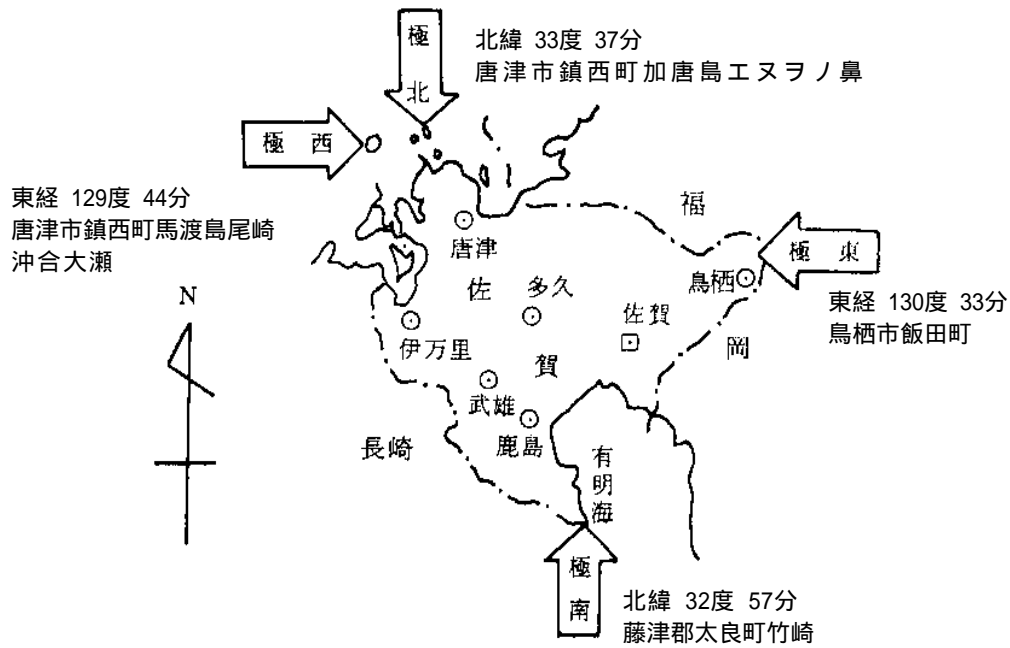 極北
北緯 33度 37分
唐津市鎮西町加唐島エヌヲノ鼻
極西
東経 129度 44分
唐津市鎮西町馬渡島尾崎
沖合大瀬
福
極東
唐津
鳥栖
東経 130度 33分
鳥栖市飯田町
佐
多久
佐賀
N
伊万里
岡
賀
武雄
鹿島
長崎
有明海
極南
北緯 32度 57分
藤津郡太良町竹崎